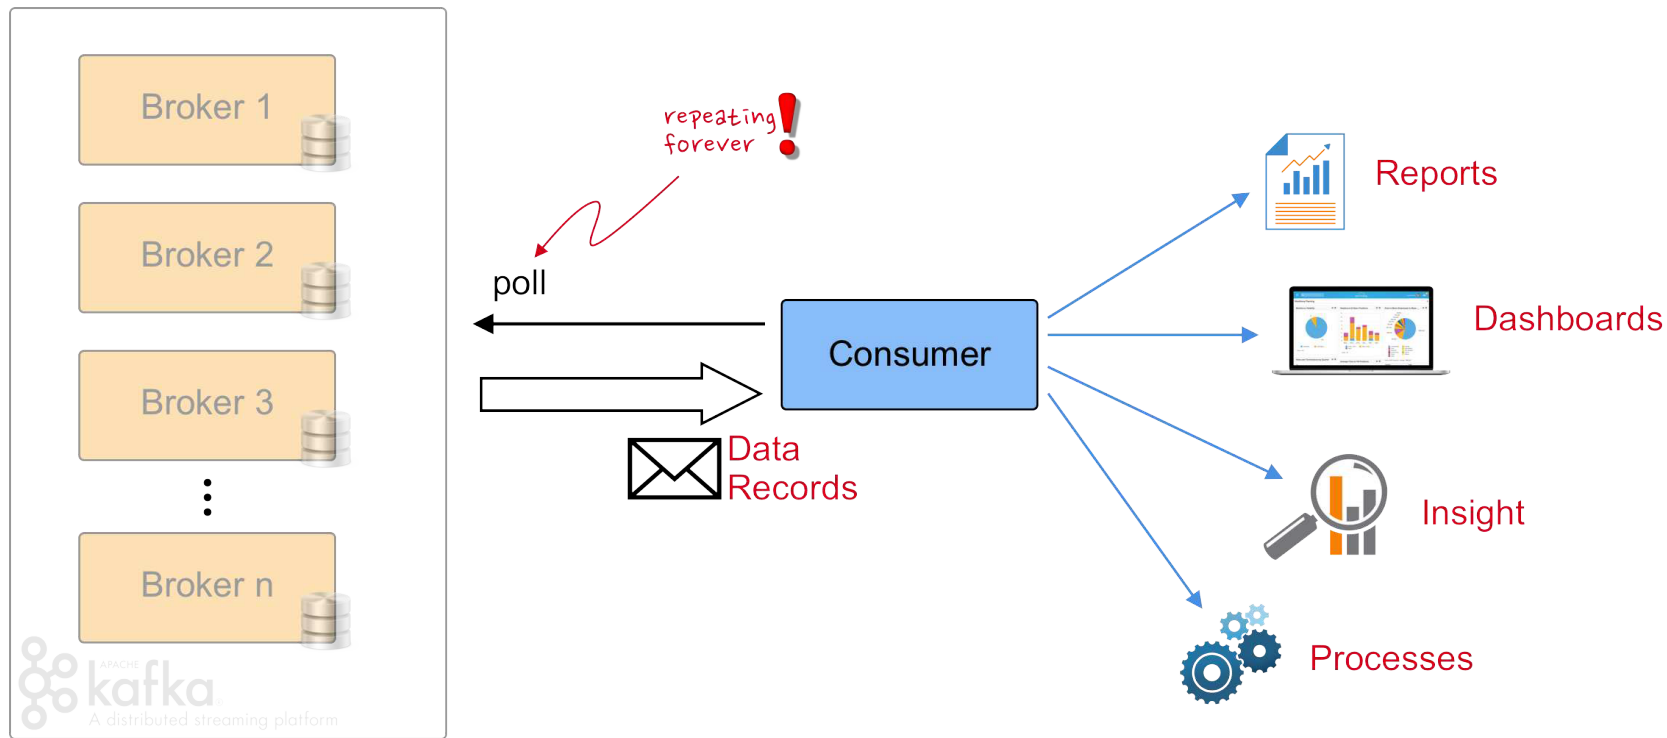 Broker 1
Broker 2
Broker 3
Broker n
APACHE
kafka
A distributed streaming platform
repeating
forever
poll
Consumer
Data
Records
Reports
Dashboards
Insight
Processes